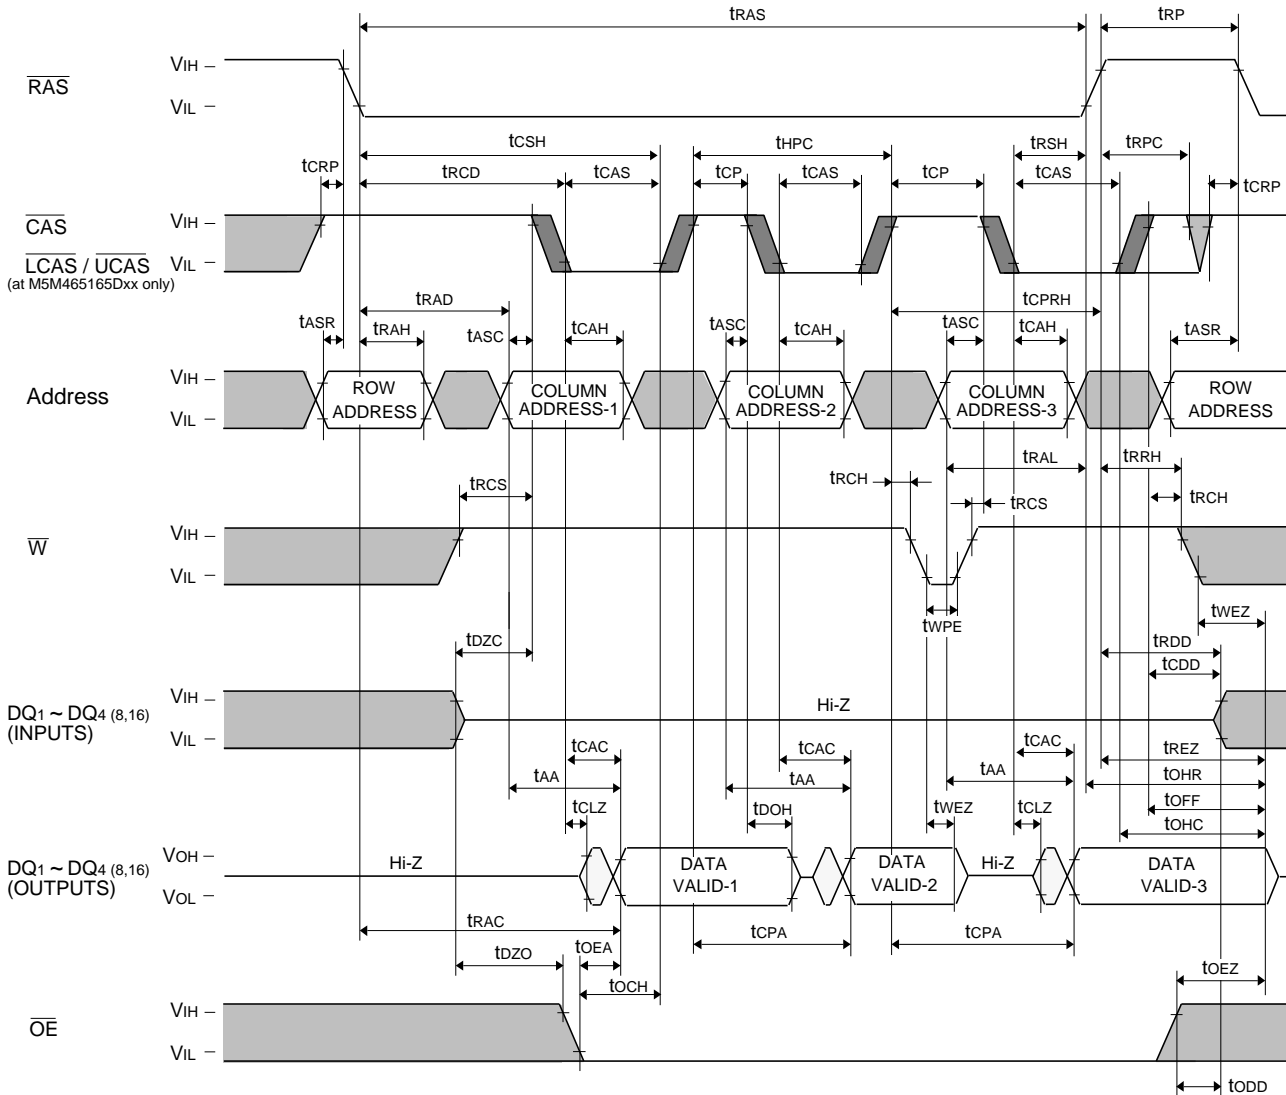 tRAS tRP
RAS VIH
VIL
tCSH tHPC tRSH tRPC
tCRP tRCD tCAS tCP tCAS tCP tCAS tCRP
CAS VIH
LCAS / UCAS VIL
(at M5M465165Dxx only)
tRAD tCPRH
tASR tRAH tASC tCAH tASC tCAH tASC tCAH tASR
Address VIH
VIL
ROW ADDRESS
COLUMN ADDRESS-1
COLUMN ADDRESS-2
COLUMN ADDRESS-3
ROW ADDRESS
tRAL tRRH
tRCS tRCH tRCS tRCH
W VIH
VIL
tWPE tWEZ
tDZC tRDD
tCDD
DQ1 ~ DQ4 (8,16) VIH
(INPUTS) VIL
Hi-Z
tCAC tCAC tCAC tREZ
tAA tAA tAA tOHR
tCLZ tDOH tWEZ tCLZ tOFF
tOHC
DQ1 ~ DQ4 (8,16) VOH
(OUTPUTS) VOL
Hi-Z
DATA VALID-1
DATA VALID-2
Hi-Z
DATA VALID-3
tRAC tCPA tCPA
tDZO tOEA tOEZ
tOCH
OE VIH
VIL
tODD